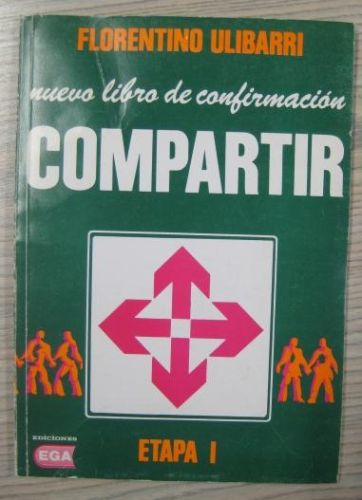 FLORENTINO ULIBARRI
nuevo libro de confirmación
COMPARTIR
ETAPA I
EDICIONES
EGA